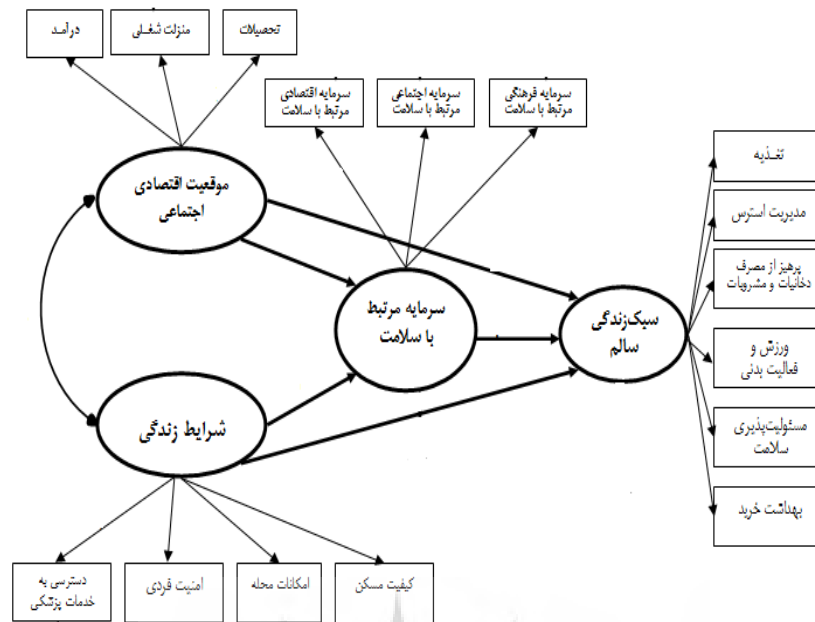 تحصیلات
منزلت شغلی
درآمد
سرمایه فرهنگی
مرتبط با سلامت
سرمایه اجتماعی
مرتبط با سلامت
سرمایه اقتصادی
مرتبط با سلامت
موقعیت اقتصادی
اجتماعی
سرمایه مرتبط
با سلامت
سبک‌زندگی
سالم
شرایط زندگی
تغذیه
مدیریت استرس
پرهیز از مصرف
دخانیات و مشروبات
ورزش و
فعالیت بدنی
مسئولیت‌پذیری
سلامت
بهداشت خرید
کیفیت مسکن
امکانات محله
امنیت فردی
دسترسی به
خدمات پزشکی